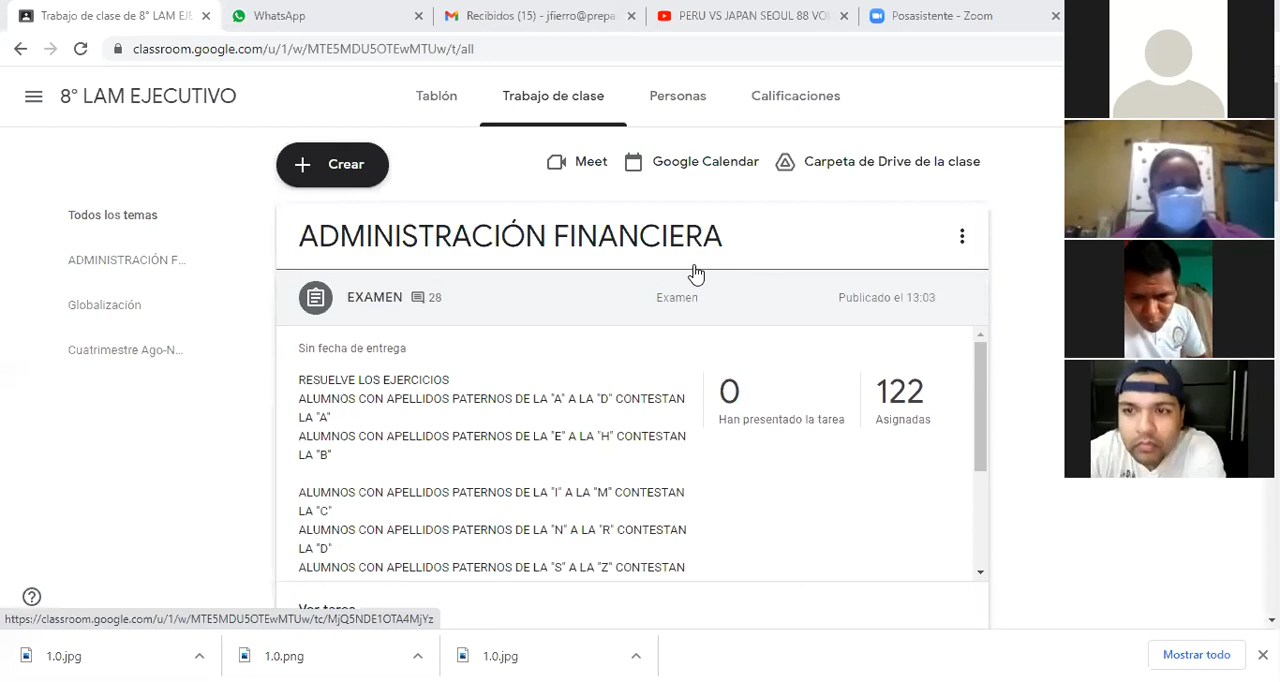 Trabajo de clase de 8° LAM EJE
WhatsApp
Recibidos (15) - jfierro@prepa
PERU VS JAPAN SEOUL 88 VO
Posasistente - Zoom
classroom.google.com/u/1/w/MTE5MDU5OTEwMTUw/t/all
8° LAM EJECUTIVO
Tablón
Trabajo de clase
Personas
Calificaciones
Crear
Meet
Google Calendar
Carpeta de Drive de la clase
Todos los temas
ADMINISTRACIÓN F...
Globalización
Cuatrimestre Ago-N...
ADMINISTRACIÓN FINANCIERA
EXAMEN 28
Examen
Publicado el 13:03
Sin fecha de entrega
RESUELVE LOS EJERCICIOS
ALUMNOS CON APELLIDOS PATERNOS DE LA "A" A LA "D" CONTESTAN
LA "A"
ALUMNOS CON APELLIDOS PATERNOS DE LA "E" A LA "H" CONTESTAN
LA "B"
ALUMNOS CON APELLIDOS PATERNOS DE LA "I" A LA "M" CONTESTAN
LA "C"
ALUMNOS CON APELLIDOS PATERNOS DE LA "N" A LA "R" CONTESTAN
LA "D"
ALUMNOS CON APELLIDOS PATERNOS DE LA "S" A LA "Z" CONTESTAN
0
Han presentado la tarea
122
Asignadas
Ver tarea
https://classroom.google.com/u/1/w/MTE5MDU5OTEwMTUw/tc/MjQ5NDE1OTA4MjYz
1.0.jpg
1.0.png
1.0.jpg
Mostrar todo